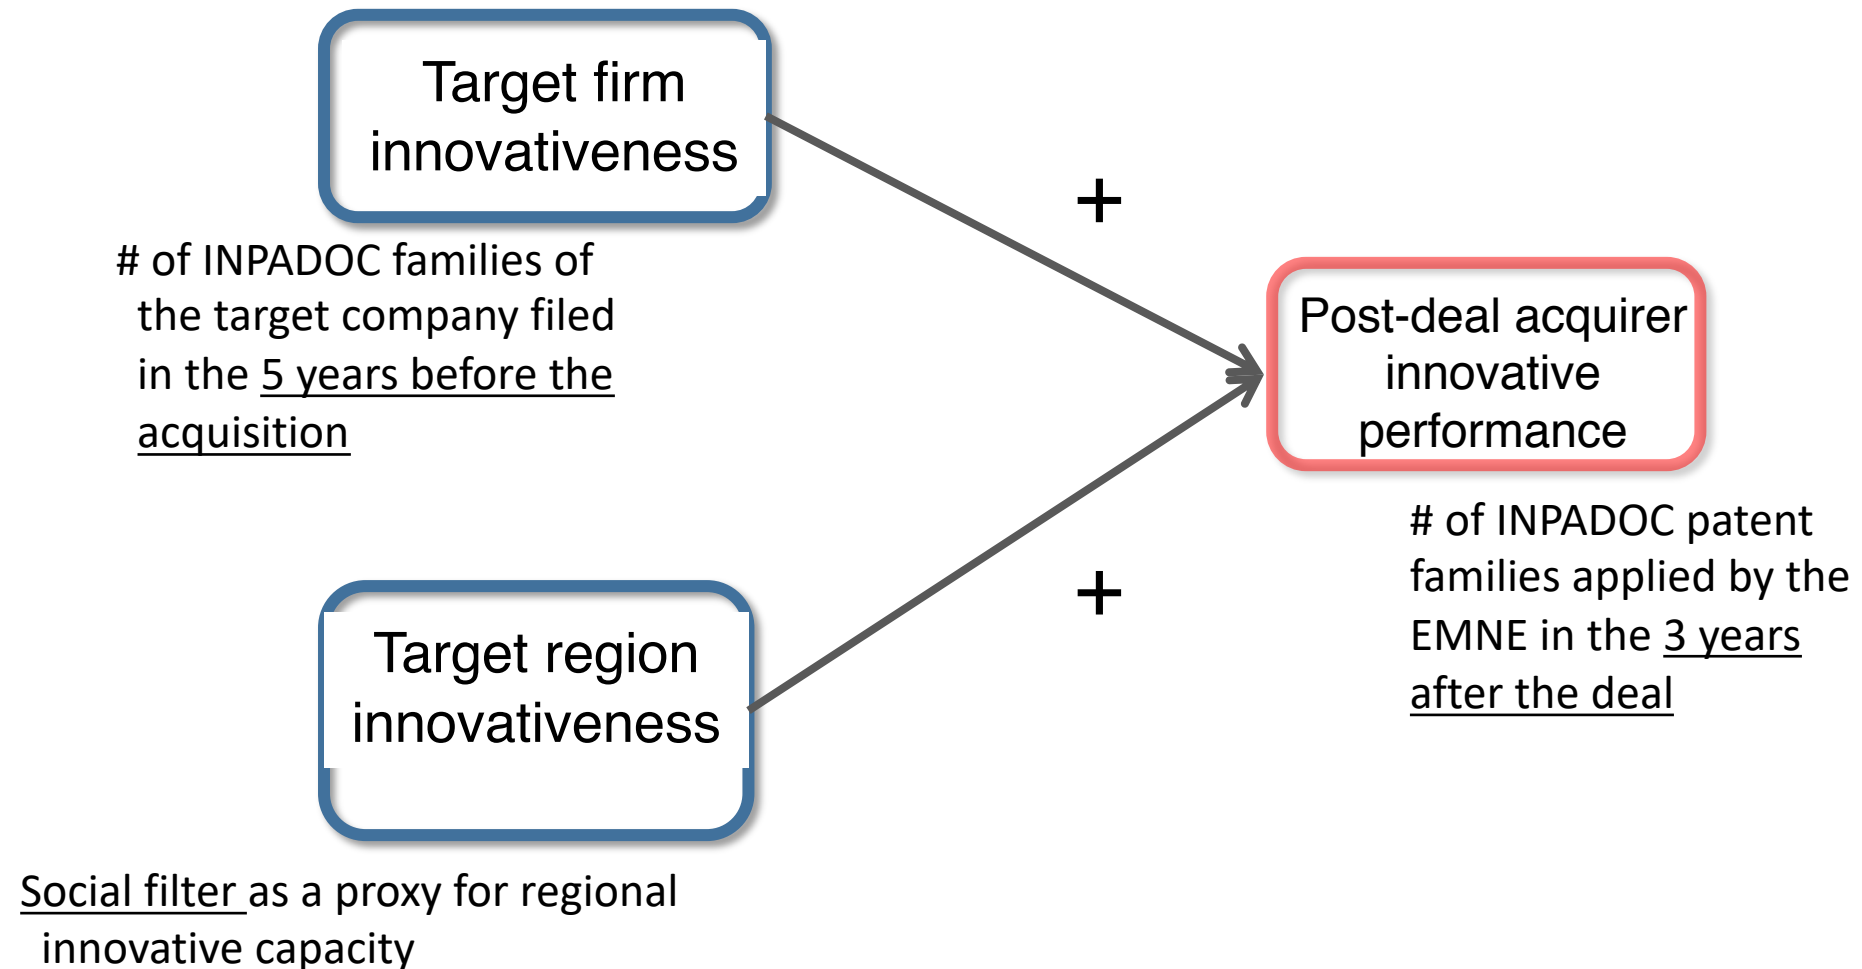 Target firm
innovativeness
# of INPADOC families of
the target company filed
in the 5 years before the
acquisition
+
Post-deal acquirer
innovative
performance
# of INPADOC patent
families applied by the
EMNE in the 3 years
after the deal
+
Target region
innovativeness
Social filter as a proxy for regional
innovative capacity